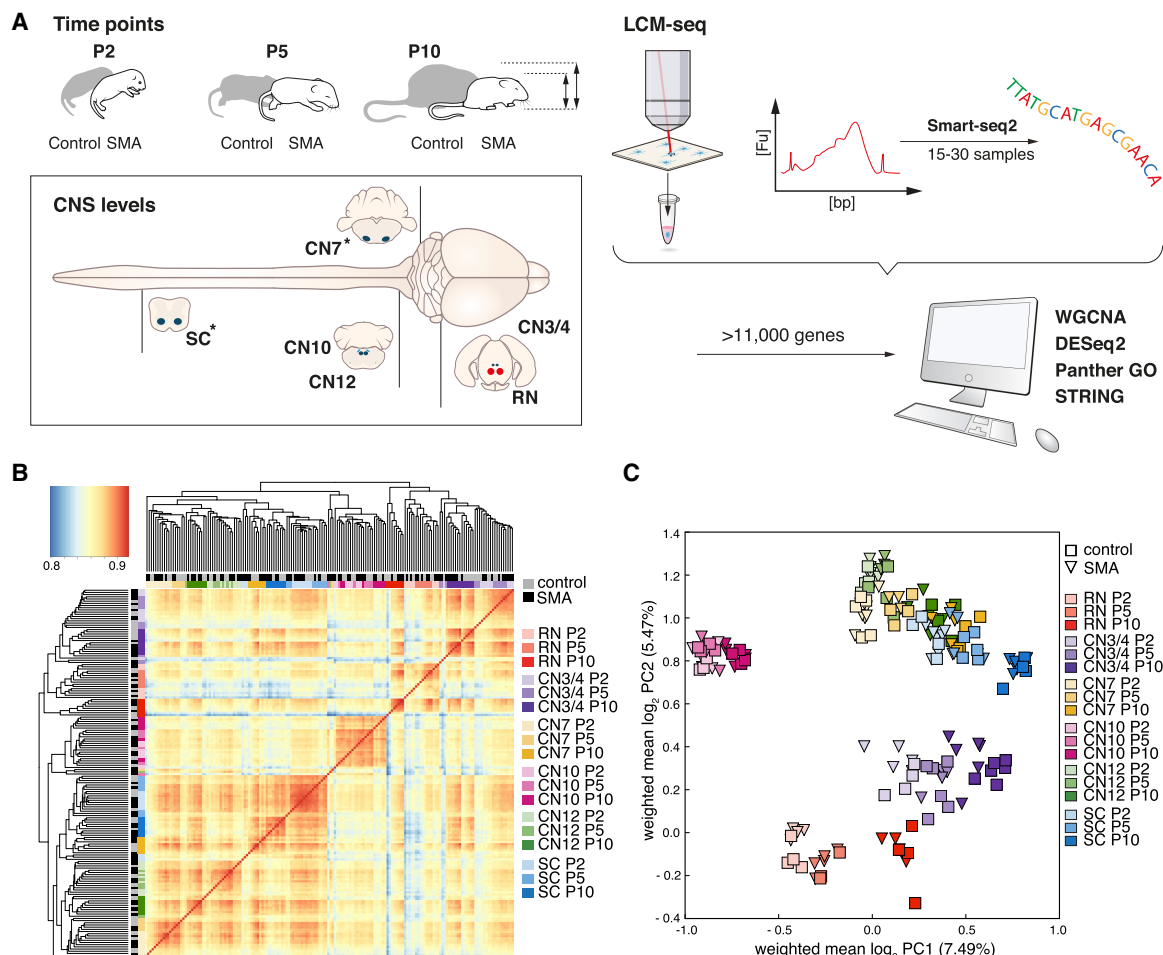 A
Time points
P2
P5
P10
Control SMA
Control
SMA
Control
SMA
CNS levels
CN7*
SC*
CN10
CN12
CN3/4
RN
LCM-seq
[Fu]
[bp]
Smart-seq2
15-30 samples
TTATGCATGAGCGAACA
>11,000 genes
WGCNA
DESeq2
Panther GO
STRING
B
0.8
0.9
control
SMA
RN P2
RN P5
RN P10
CN3/4 P2
CN3/4 P5
CN3/4 P10
CN7 P2
CN7 P5
CN7 P10
CN10 P2
CN10 P5
CN10 P10
CN12 P2
CN12 P5
CN12 P10
SC P2
SC P5
SC P10
C
weighted mean log2 PC2 (5.47%)
1.4
1.2
1.0
0.8
0.6
0.4
0.2
0.0
- 0.2
- 0.4
-1.0
-0.5
0.0
0.5
1.0
weighted mean log2 PC1 (7.49%)
control
SMA
RN P2
RN P5
RN P10
CN3/4 P2
CN3/4 P5
CN3/4 P10
CN7 P2
CN7 P5
CN7 P10
CN10 P2
CN10 P5
CN10 P10
CN12 P2
CN12 P5
CN12 P10
SC P2
SC P5
SC P10